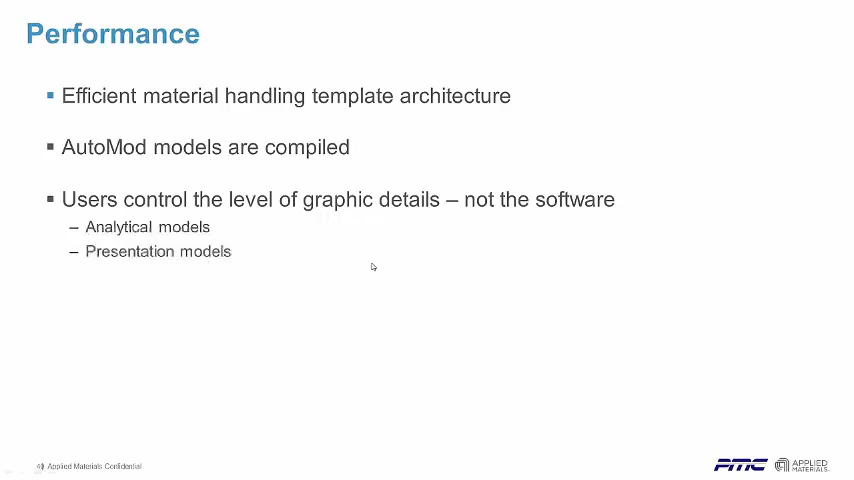 Performance
Efficient material handling template architecture
AutoMod models are compiled
Users control the level of graphic details – not the software
– Analytical models
– Presentation models
Applied Materials Confidential
PMC
APPLIED
MATERIALS